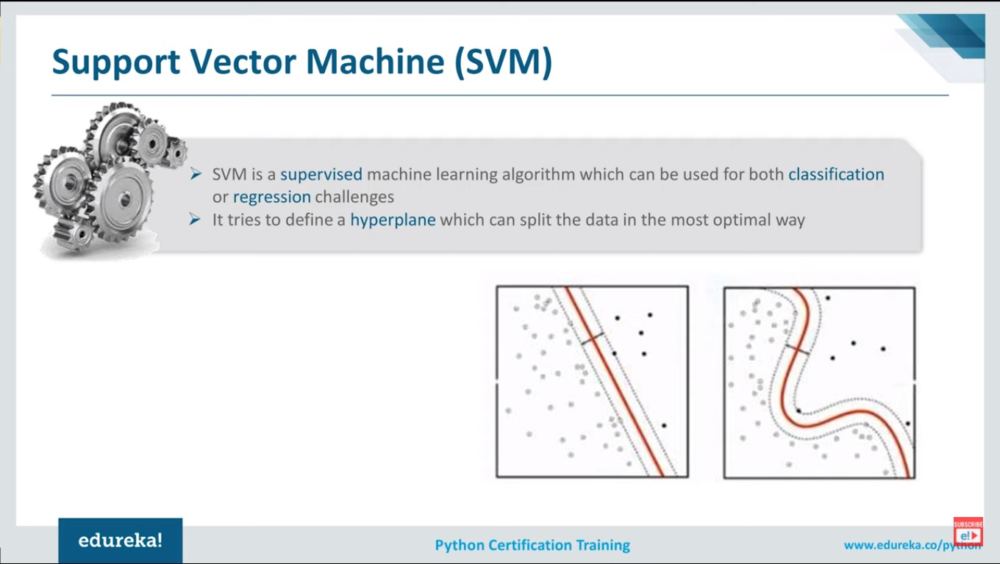 Support Vector Machine (SVM)
SVM is a supervised machine learning algorithm which can be used for both classification
or regression challenges
It tries to define a hyperplane which can split the data in the most optimal way
edureka!
Python Certification Training
www.edureka.co/python
SUBSCRIBE
e!